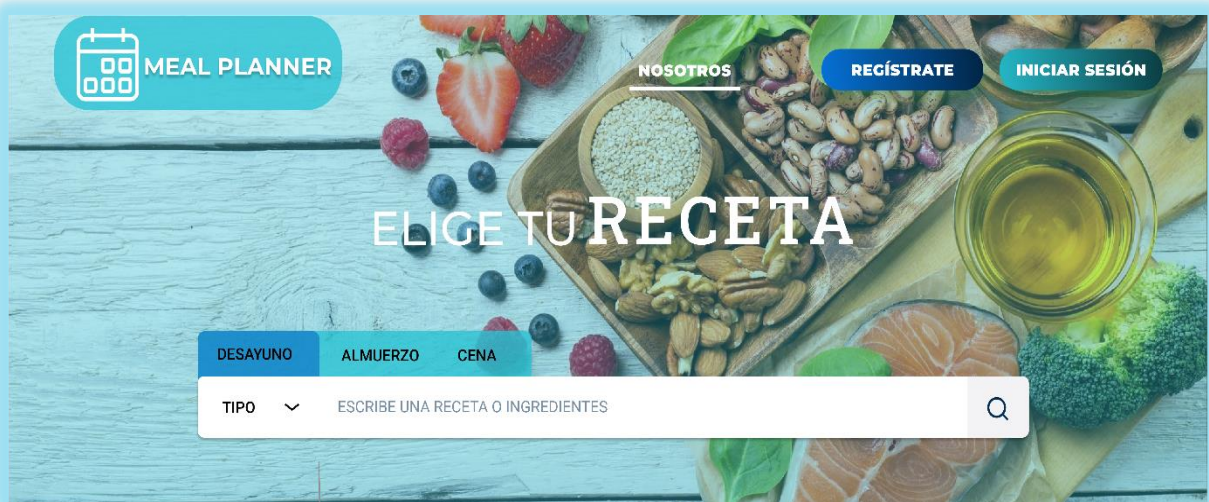 MEAL PLANNER
NOSOTROS
REGÍSTRATE
INICIAR SESIÓN
ELIGE TU RECETA
DESAYUNO
ALMUERZO
CENA
TIPO
ESCRIBE UNA RECETA O INGREDIENTES